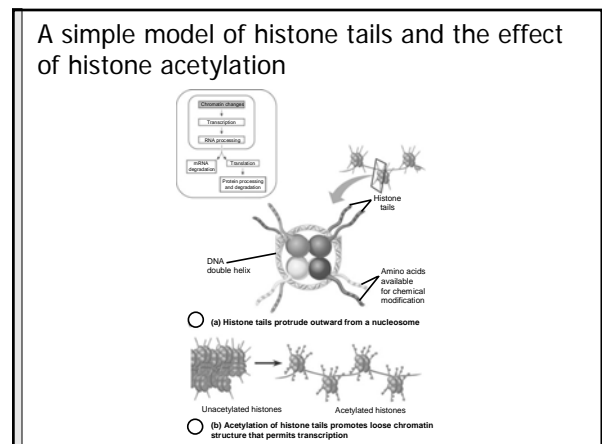 A simple model of histone tails and the effect
of histone acetylation
Chromatin changes
Transcription
RNA processing
mRNA
degradation
Translation
Protein processing
and degradation
Histone
tails
DNA
double helix
Amino acids
available
for chemical
modification
(a) Histone tails protrude outward from a nucleosome
Unacetylated histones
Acetylated histones
(b) Acetylation of histone tails promotes loose chromatin
structure that permits transcription